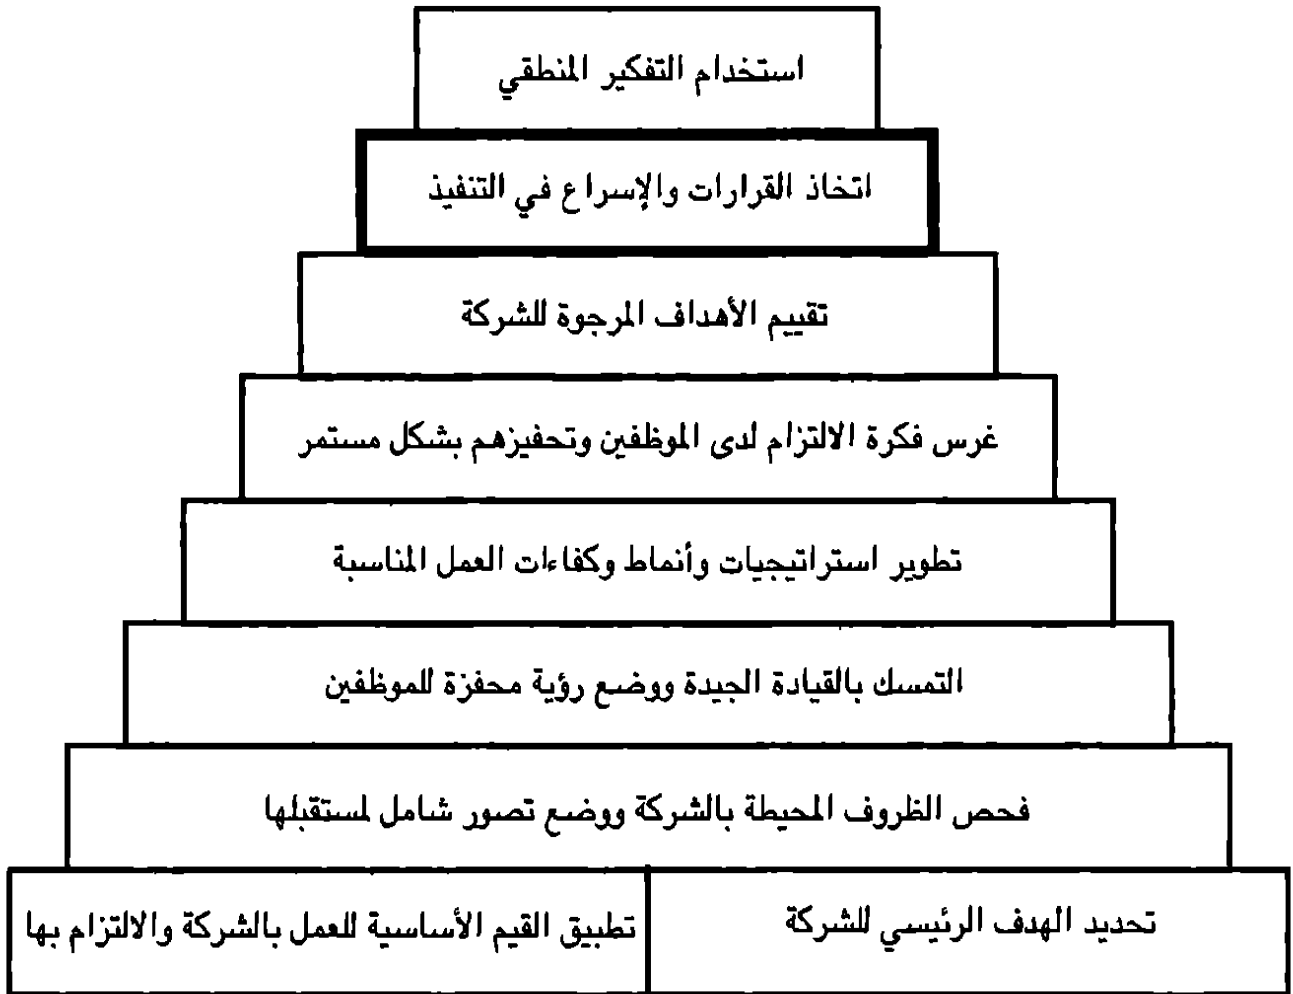 استخدام التفكير المنطقي
اتخاذ القرارات والإسراع في التنفيذ
تقييم الأهداف المرجوة للشركة
غرس فكرة الالتزام لدى الموظفين وتحفيزهم بشكل مستمر
تطوير استراتيجيات وأنماط وكفاءات العمل المناسبة
التمسك بالقيادة الجيدة ووضع رؤية محفزة للموظفين
فحص الظروف المحيطة بالشركة ووضع تصور شامل لمستقبلها
تحديد الهدف الرئيسي للشركة
تطبيق القيم الأساسية للعمل بالشركة والالتزام بها